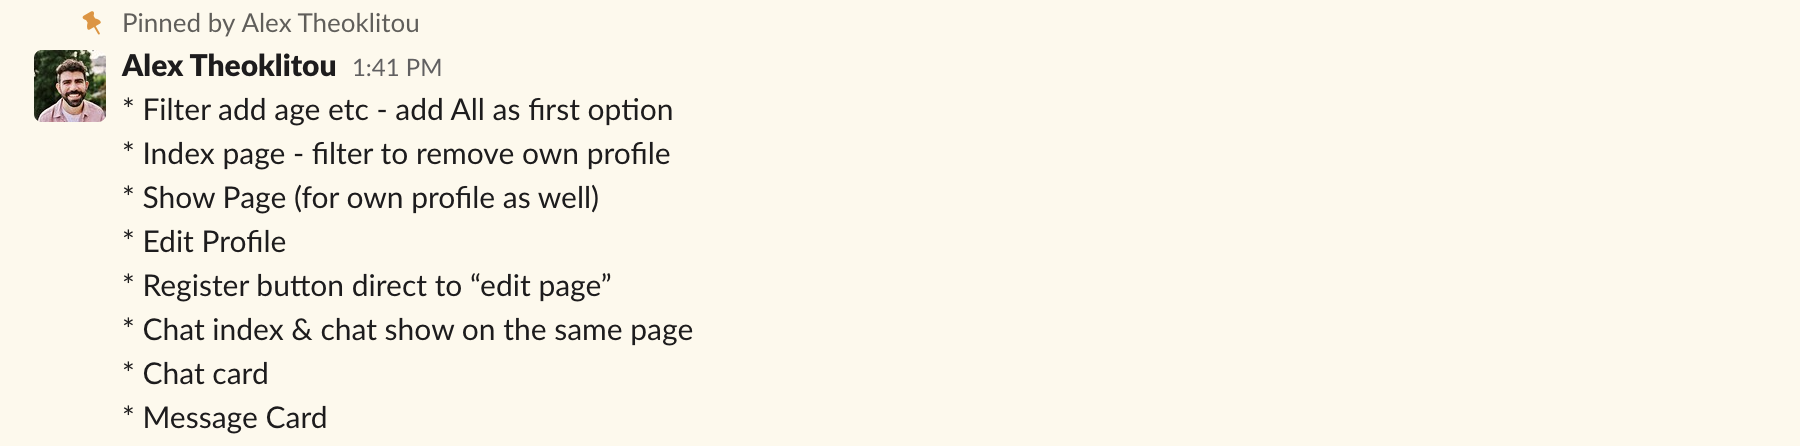 Pinned by Alex Theoklitou
Alex Theoklitou 1:41 PM
* Filter add age etc - add All as first option
* Index page - filter to remove own profile
* Show Page (for own profile as well)
* Edit Profile
* Register button direct to “edit page”
* Chat index & chat show on the same page
* Chat card
* Message Card